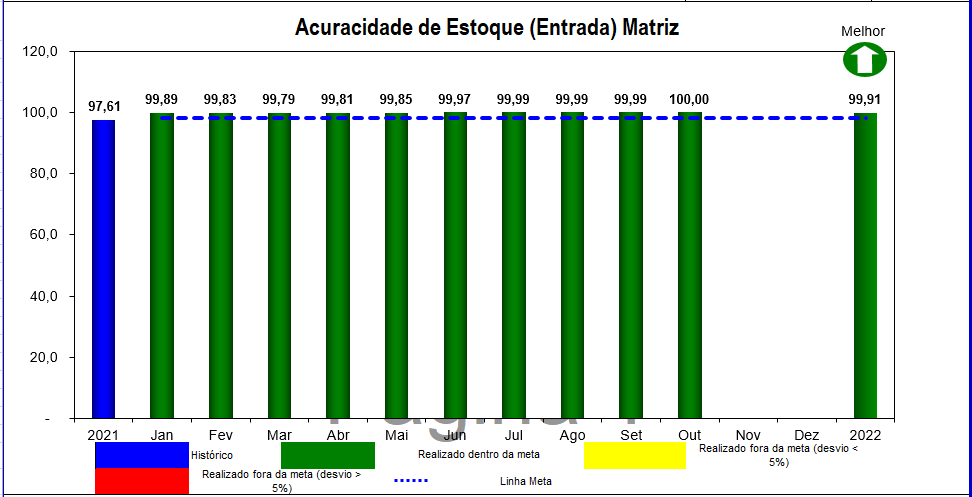 Acuracidade de Estoque (Entrada) Matriz
Melhor
120,0
100,0
80,0
60,0
40,0
20,0
-
97,61 99,89 99,83 99,79 99,81 99,85 99,97 99,99 99,99 99,99 100,00 99,91
2021 Jan Fev Mar Abr Mai Jun Jul Ago Set Out Nov Dez 2022
Histórico
Realizado dentro da meta
Realizado fora da meta (desvio <
5%)
Realizado fora da meta (desvio >
5%)
Linha Meta